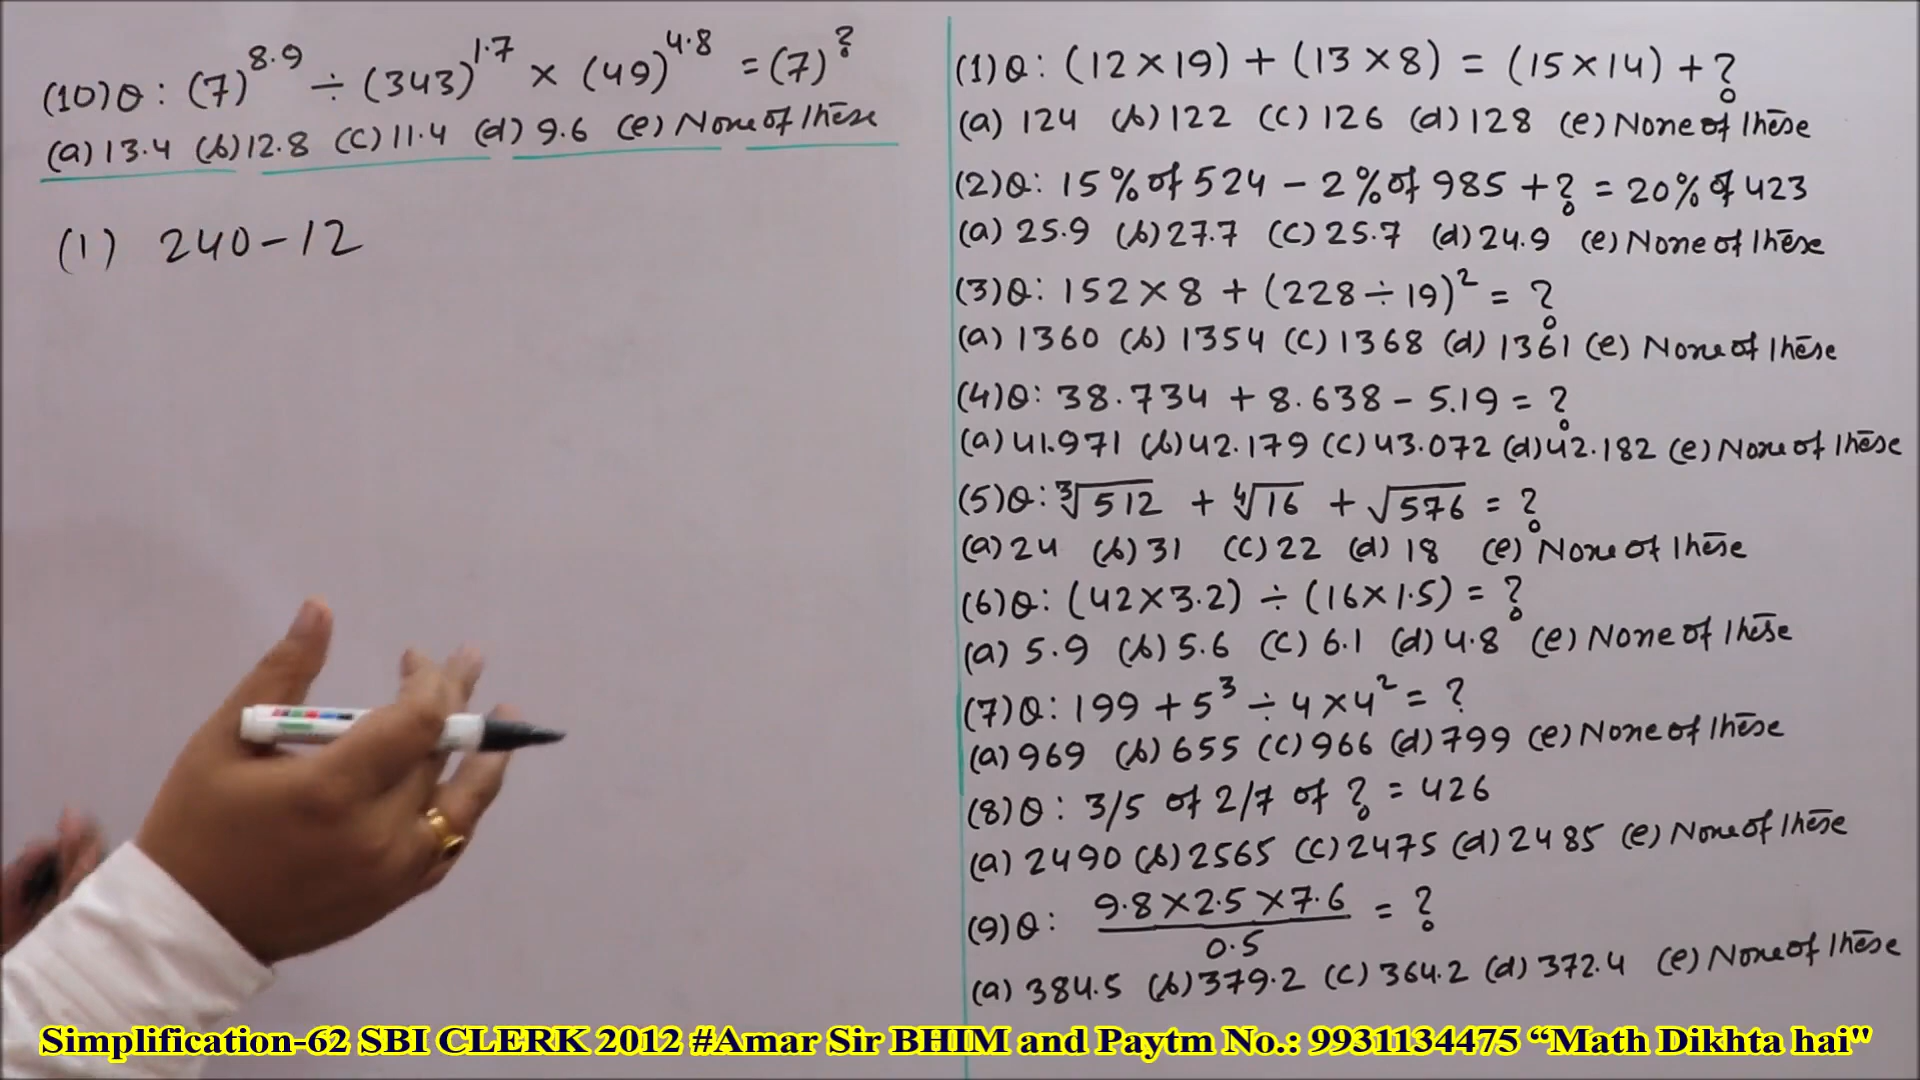 (10)Q: (7)^8.9 ÷ (343)^1.7 × (49)^4.8 = (7)^?
(a) 13.4 (b) 12.8 (c) 11.4 (d) 9.6 (e) None of these
(1) 240-12
(1)Q: (12×19) + (13×8) = (15×14) + ?
(a) 124 (b) 122 (c) 126 (d) 128 (e) None of these
(2)Q: 15% of 524 - 2% of 985 + ? = 20% of 423
(a) 25.9 (b) 27.7 (c) 25.7 (d) 24.9 (e) None of these
(3)Q: 152 × 8 + (228 ÷ 19)² = ?
(a) 1360 (b) 1354 (c) 1368 (d) 1361 (e) None of these
(4)Q: 38.734 + 8.638 - 5.19 = ?
(a) 41.971 (b) 42.179 (c) 43.072 (d) 42.182 (e) None of these
(5)Q: ∛512 + ∜16 + √576 = ?
(a) 24 (b) 31 (c) 22 (d) 18 (e) None of these
(6)Q: (42×3.2) ÷ (16×1.5) = ?
(a) 5.9 (b) 5.6 (c) 6.1 (d) 4.8 (e) None of these
(7)Q: 199 + 5³ ÷ 4 × 4² = ?
(a) 969 (b) 655 (c) 966 (d) 799 (e) None of these
(8)Q: 3/5 of 2/7 of ? = 426
(a) 2490 (b) 2565 (c) 2475 (d) 2485 (e) None of these
(9)Q: 9.8×2.5×7.6 = ?
0.5
(a) 384.5 (b) 379.2 (c) 364.2 (d) 372.4 (e) None of these
Simplification-62 SBI CLERK 2012 #Amar Sir BHIM and Paytm No.: 9931134475 “Math Dikhta hai"